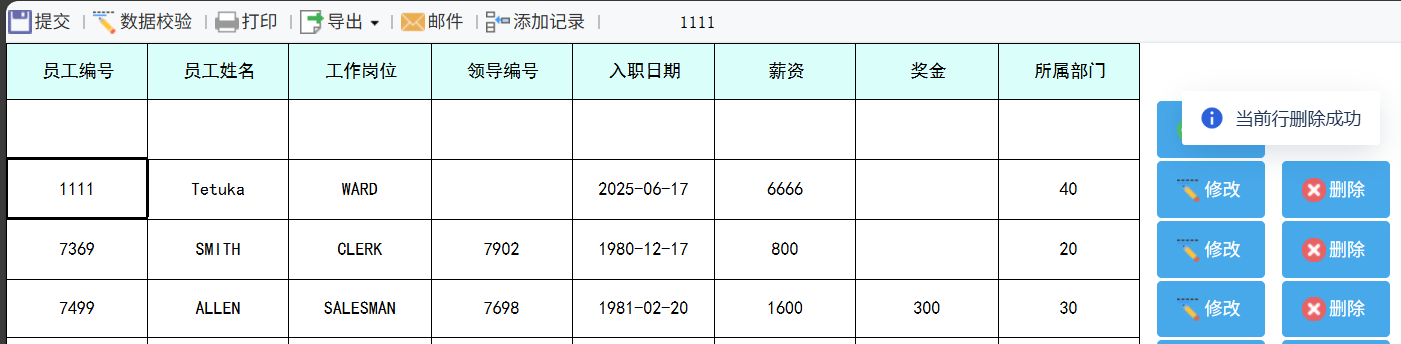 提交 数据校验 打印 导出 邮件 添加记录 1111
员工编号 员工姓名 工作岗位 领导编号 入职日期 薪资 奖金 所属部门
当前行删除成功
1111 Tetuka WARD 2025-06-17 6666 40 修改 删除
7369 SMITH CLERK 7902 1980-12-17 800 20 修改 删除
7499 ALLEN SALESMAN 7698 1981-02-20 1600 300 30 修改 删除